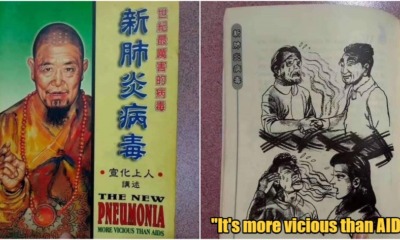 世紀最厲害的病毒
新肺炎病毒
宣化上人
講述
THE NEW
PNEUMONIA
MORE VICIOUS THAN AIDS
"It's more vicious than AID